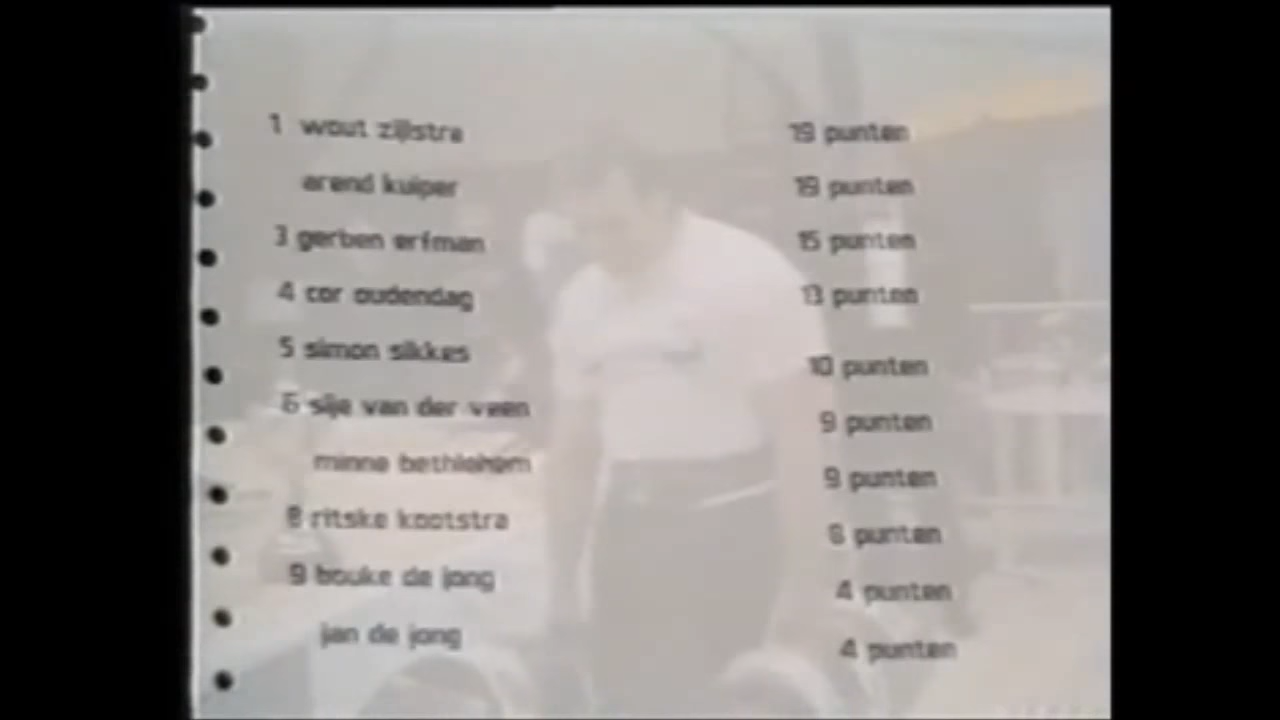 1 wout zijlstra 19 punten
arend kuiper 19 punten
3 gerben erfman 15 punten
4 cor oudendag 13 punten
5 simon sikkes 10 punten
6 sije van der veen 9 punten
minne bethlehem 9 punten
8 ritske kootstra punten
9 bouke de jong 4 punten
jan de jong 4 punten